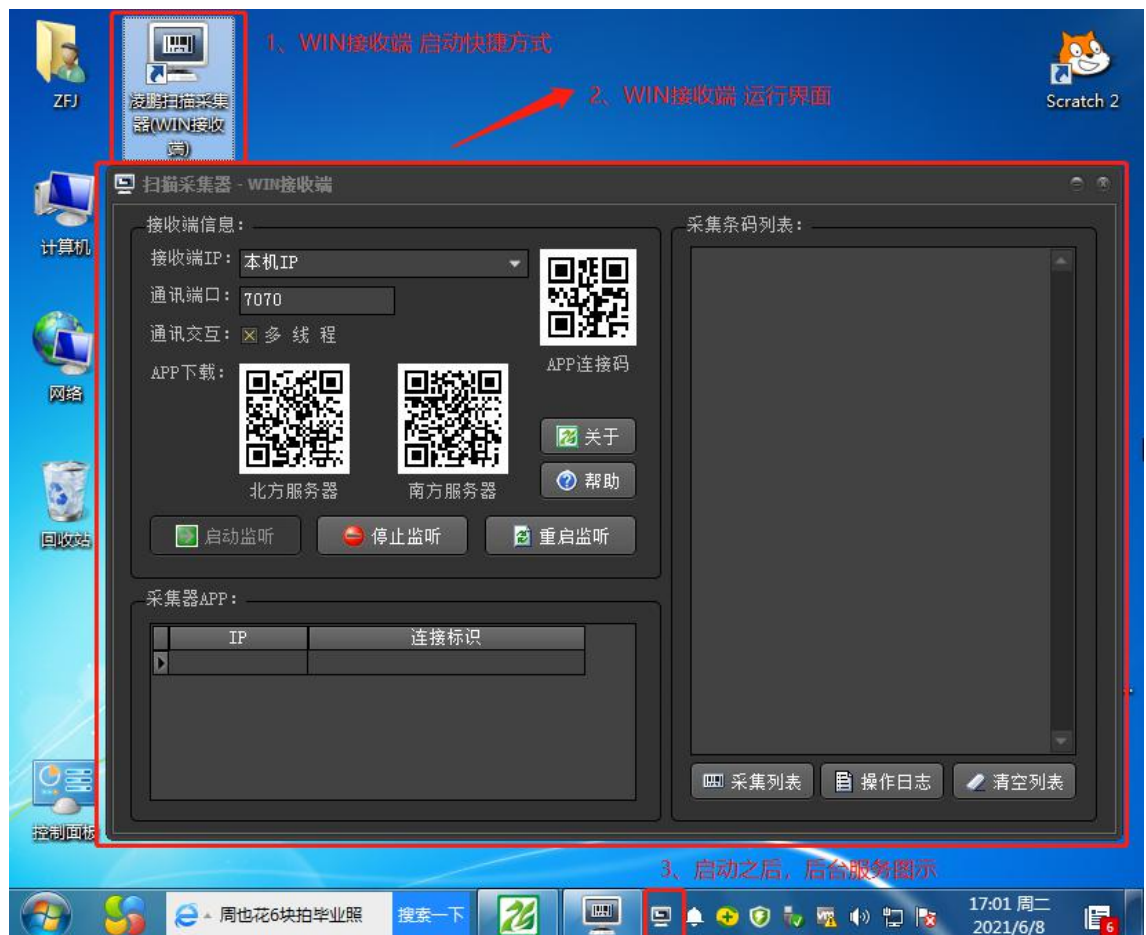 1、WIN接收端 启动快捷方式
2、WIN接收端 运行界面
ZFJ
凌鹏扫描采集
器(WIN接收
端)
Scratch 2
计算机
网络
回收站
控制面板
扫描采集器 - WIN接收端
接收端信息：
接收端IP： 本机IP
通讯端口： 7070
通讯交互： 多 线 程
APP下载：
APP连接码
北方服务器
南方服务器
关于
帮助
启动监听
停止监听
重启监听
采集器APP：
IP 连接标识
采集条码列表：
采集列表
操作日志
清空列表
3、启动之后，后台服务图示
周也花6块拍毕业照
搜索一下
17:01 周二
2021/6/8
6